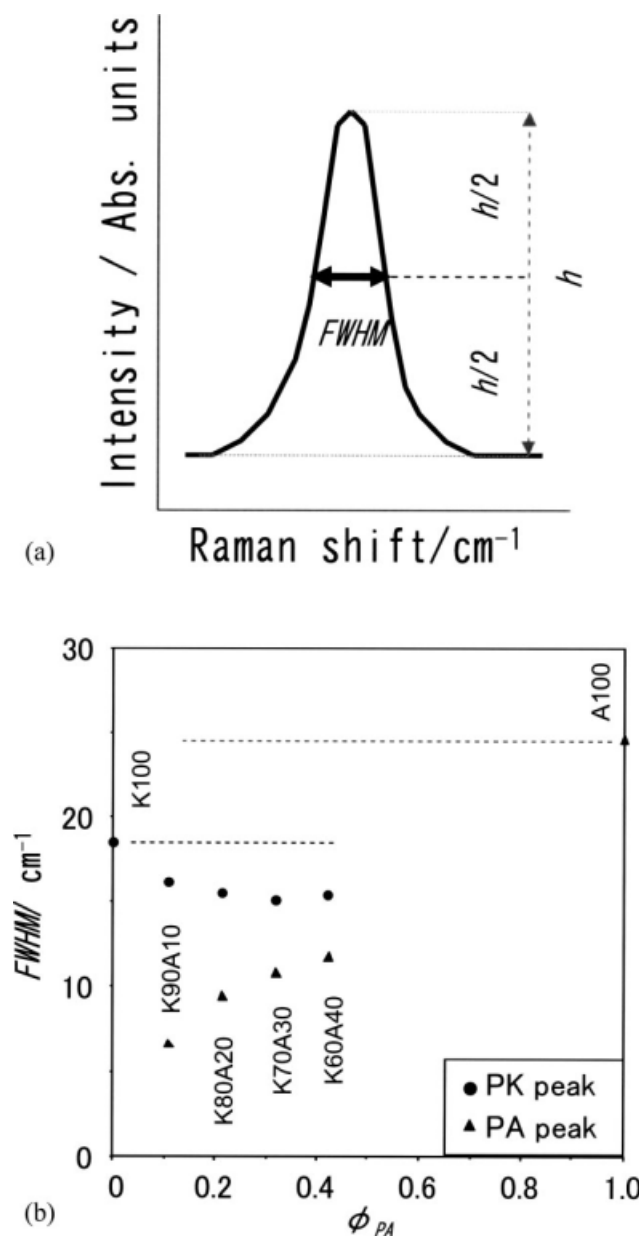 Intensity / Abs. units
h/2
h
FWHM
h/2
(a)
Raman shift/cm⁻¹
30
A100
K100
20
FWHM/ cm⁻¹
K90A10
10
K80A20
K70A30
K60A40
PK peak
PA peak
0
0 0.2 0.4 0.6 0.8 1.0
(b)
ϕPA